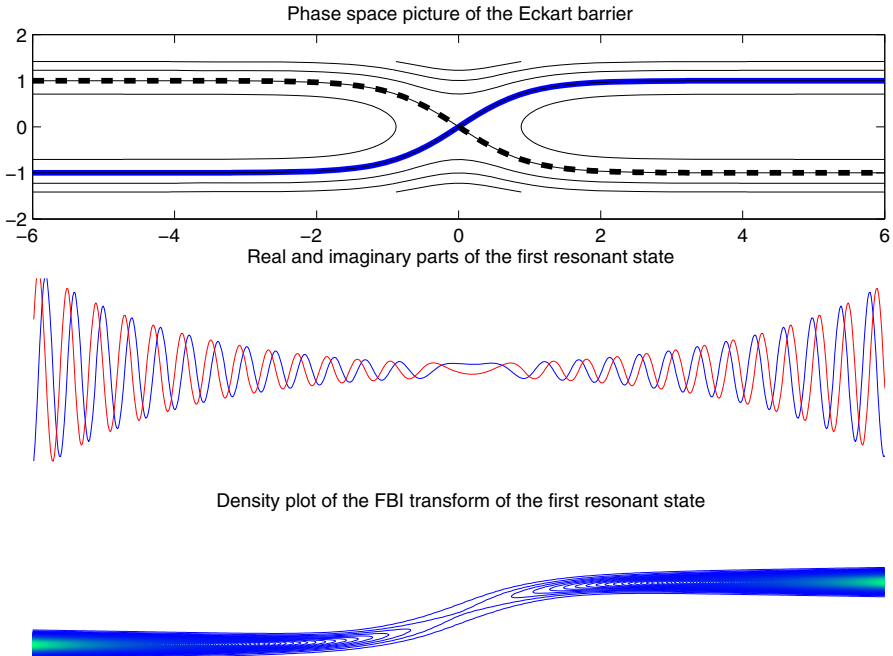 Phase space picture of the Eckart barrier
2
1
0
−1
−2
−6 −4 −2 0 2 4 6
Real and imaginary parts of the first resonant state
Density plot of the FBI transform of the first resonant state